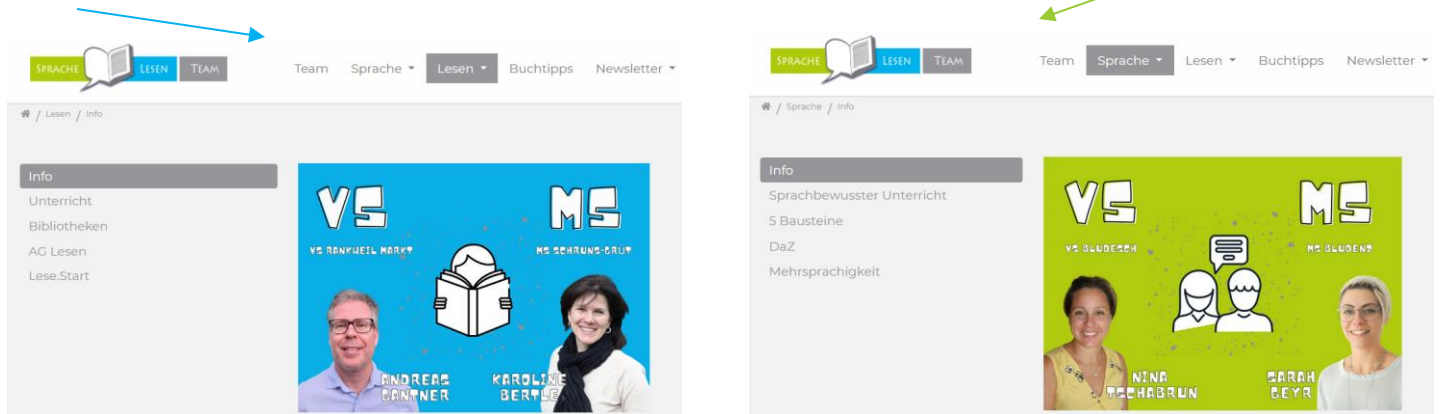 SPRACHE LESEN TEAM
Team Sprache Lesen Buchtipps Newsletter
/ Lesen / Info
Info
Unterricht
Bibliotheken
AG Lesen
Lese.Start
VS MS
VS RANKWEIL MARKT MS SCHRUNS-GRÜT
ANDREAS GANTNER
KAROLINE BERTLE
SPRACHE LESEN TEAM
Team Sprache Lesen Buchtipps Newsletter
/ Sprache / Info
Info
Sprachbewusster Unterricht
5 Bausteine
DaZ
Mehrsprachigkeit
VS MS
VS BLUDESCH MS BLUDENZ
NINA TSCHABRUN
SARAH GEYR